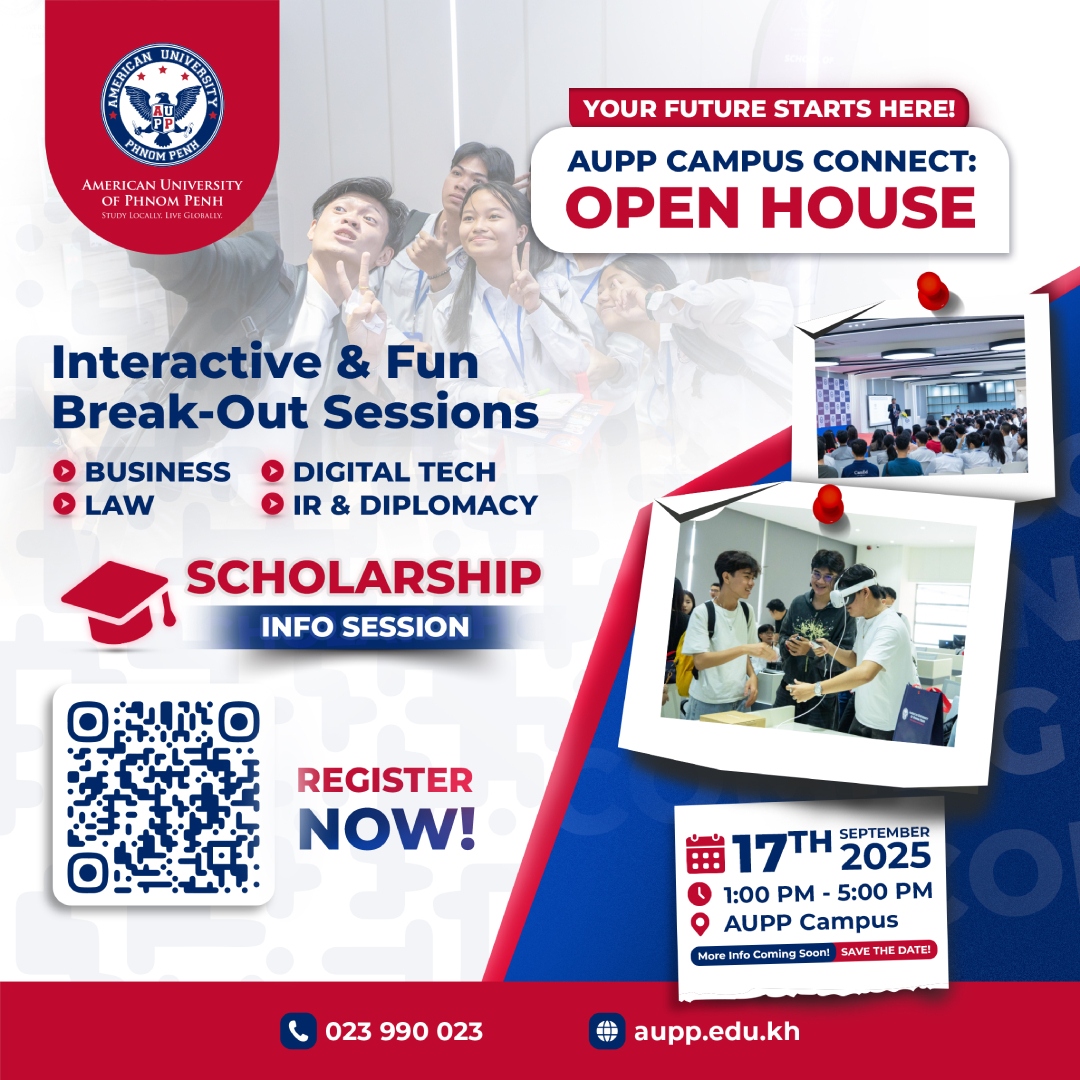 AMERICAN UNIVERSITY
AUPP
PHNOM PENH
AMERICAN UNIVERSITY
OF PHNOM PENH
STUDY LOCALLY. LIVE GLOBALLY.
YOUR FUTURE STARTS HERE!
AUPP CAMPUS CONNECT:
OPEN HOUSE
Interactive & Fun
Break-Out Sessions
BUSINESS
DIGITAL TECH
LAW
IR & DIPLOMACY
SCHOLARSHIP
INFO SESSION
REGISTER
NOW!
17TH SEPTEMBER
2025
1:00 PM - 5:00 PM
AUPP Campus
More Info Coming Soon! SAVE THE DATE!
023 990 023
aupp.edu.kh